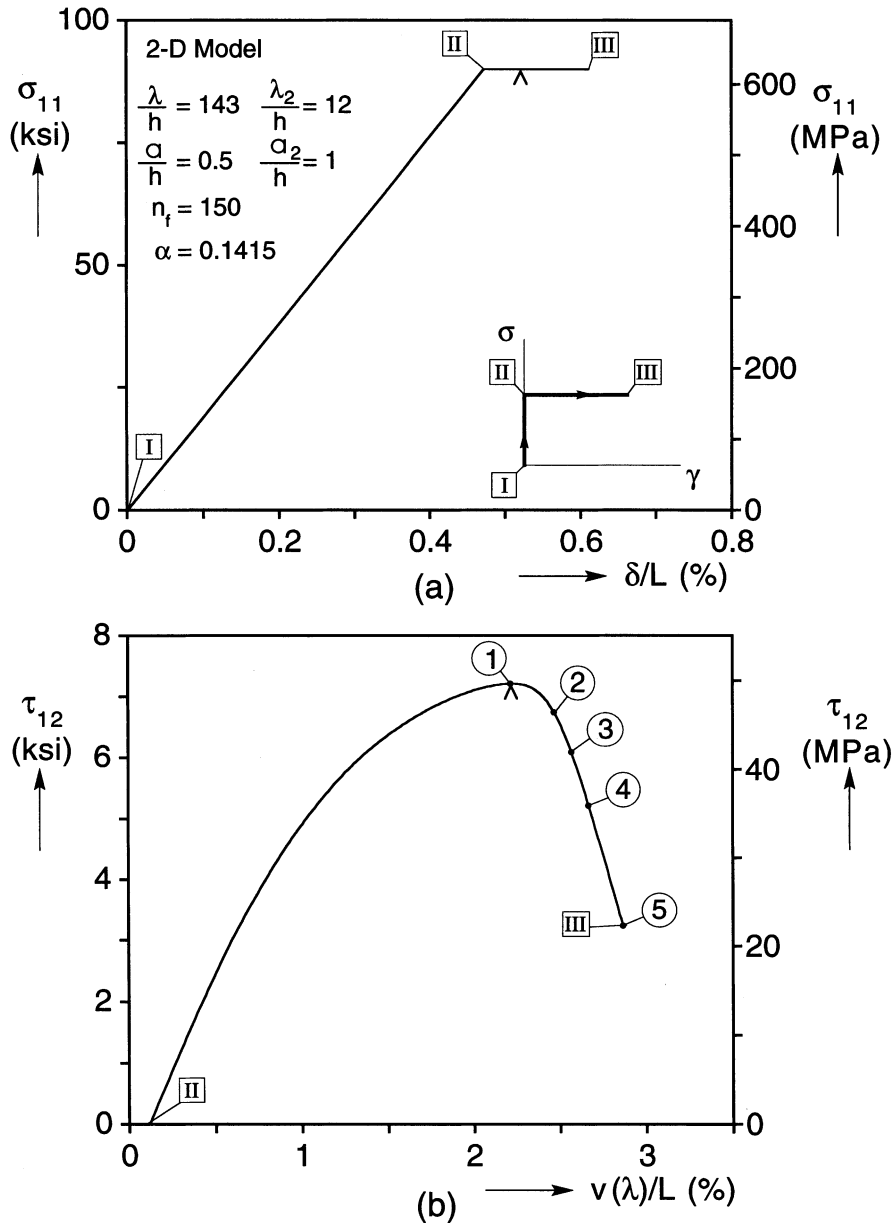 100
50
0
σ11
(ksi)
2-D Model
λ/h = 143 λ2/h = 12
a/h = 0.5 a2/h = 1
nf = 150
α = 0.1415
I
II
III
600
400
200
0
σ11
(MPa)
σ
II
III
I
γ
0
0.2
0.4
0.6
0.8
(a)
δ/L (%)
8
6
4
2
0
τ12
(ksi)
1
2
3
4
5
III
II
40
20
0
τ12
(MPa)
0
1
2
3
(b)
v(λ)/L (%)